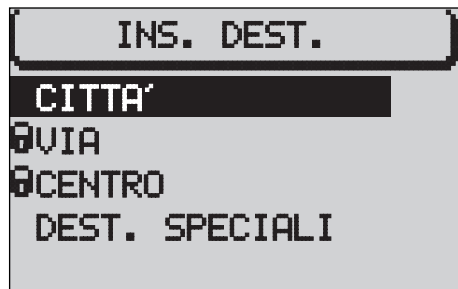 INS. DEST.
CITTA´
VIA
CENTRO
DEST. SPECIALI